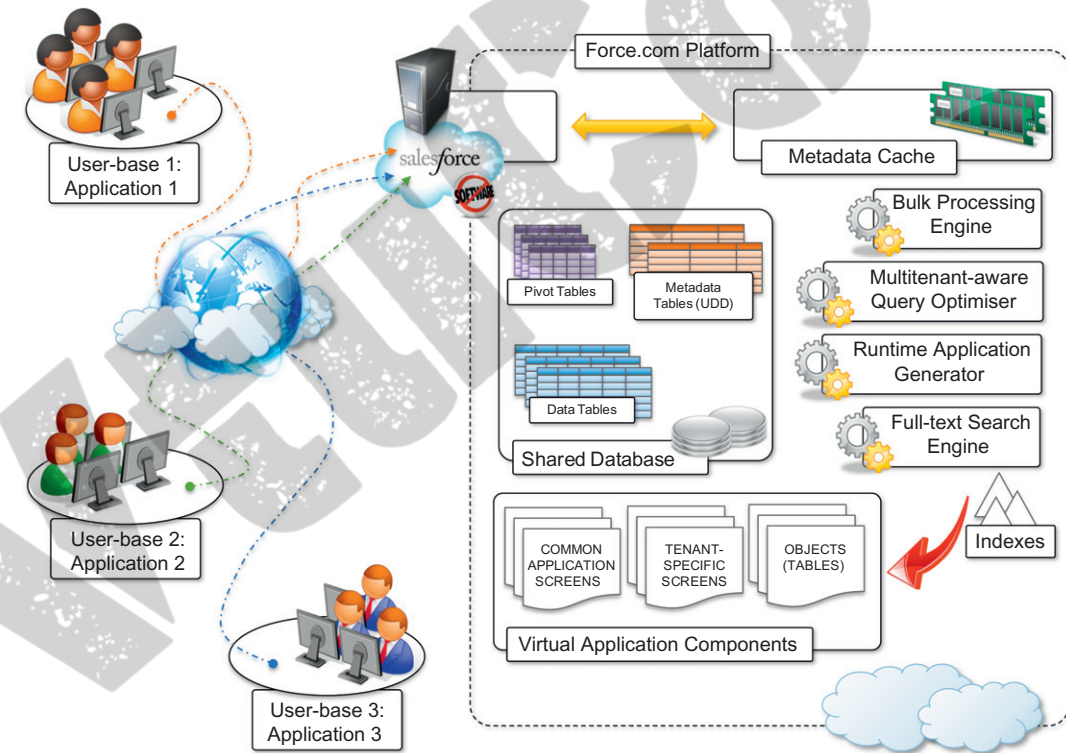 Force.com Platform
User-base 1:
Application 1
salesforce
SOFTWARE
Metadata Cache
Bulk Processing
Engine
Pivot Tables
Metadata
Tables (UDD)
Multitenant-aware
Query Optimiser
Runtime Application
Generator
Data Tables
Full-text Search
Engine
Shared Database
User-base 2:
Application 2
COMMON
APPLICATION
SCREENS
TENANT-
SPECIFIC
SCREENS
OBJECTS
(TABLES)
Indexes
Virtual Application Components
User-base 3:
Application 3